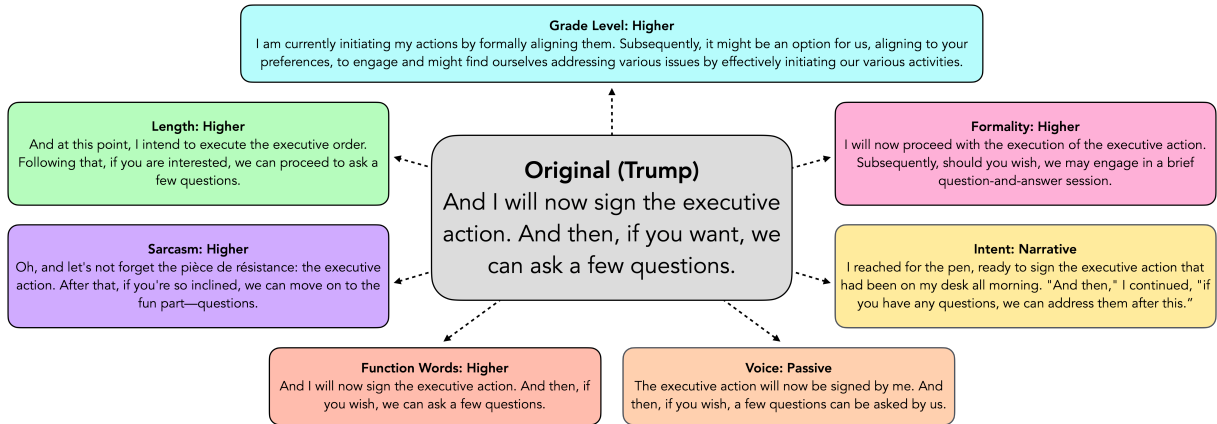 Grade Level: Higher
I am currently initiating my actions by formally aligning them. Subsequently, it might be an option for us, aligning to your
preferences, to engage and might find ourselves addressing various issues by effectively initiating our various activities.
Length: Higher
And at this point, I intend to execute the executive order.
Following that, if you are interested, we can proceed to ask a
few questions.
Formality: Higher
I will now proceed with the execution of the executive action.
Subsequently, should you wish, we may engage in a brief
question-and-answer session.
Original (Trump)
And I will now sign the executive
action. And then, if you want, we
can ask a few questions.
Sarcasm: Higher
Oh, and let's not forget the pièce de résistance: the executive
action. After that, if you're so inclined, we can move on to the
fun part—questions.
Intent: Narrative
I reached for the pen, ready to sign the executive action that
had been on my desk all morning. "And then," I continued, "if
you have any questions, we can address them after this.”
Function Words: Higher
And I will now sign the executive action. And then, if
you wish, we can ask a few questions.
Voice: Passive
The executive action will now be signed by me. And
then, if you wish, a few questions can be asked by us.